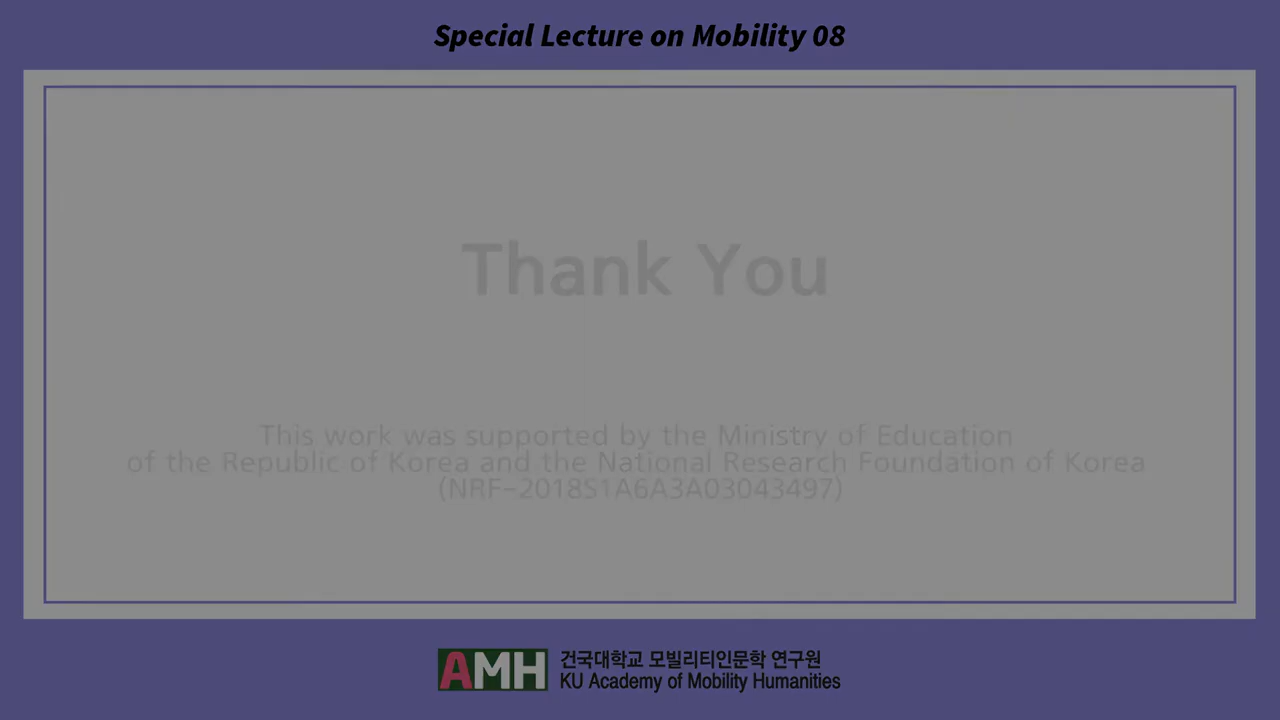 Special Lecture on Mobility 08
Thank You
This work was supported by the Ministry of Education
of the Republic of Korea and the National Research Foundation of Korea
(NRF-2018S1A6A3A03043497)
AMH
건국대학교 모빌리티인문학 연구원
KU Academy of Mobility Humanities